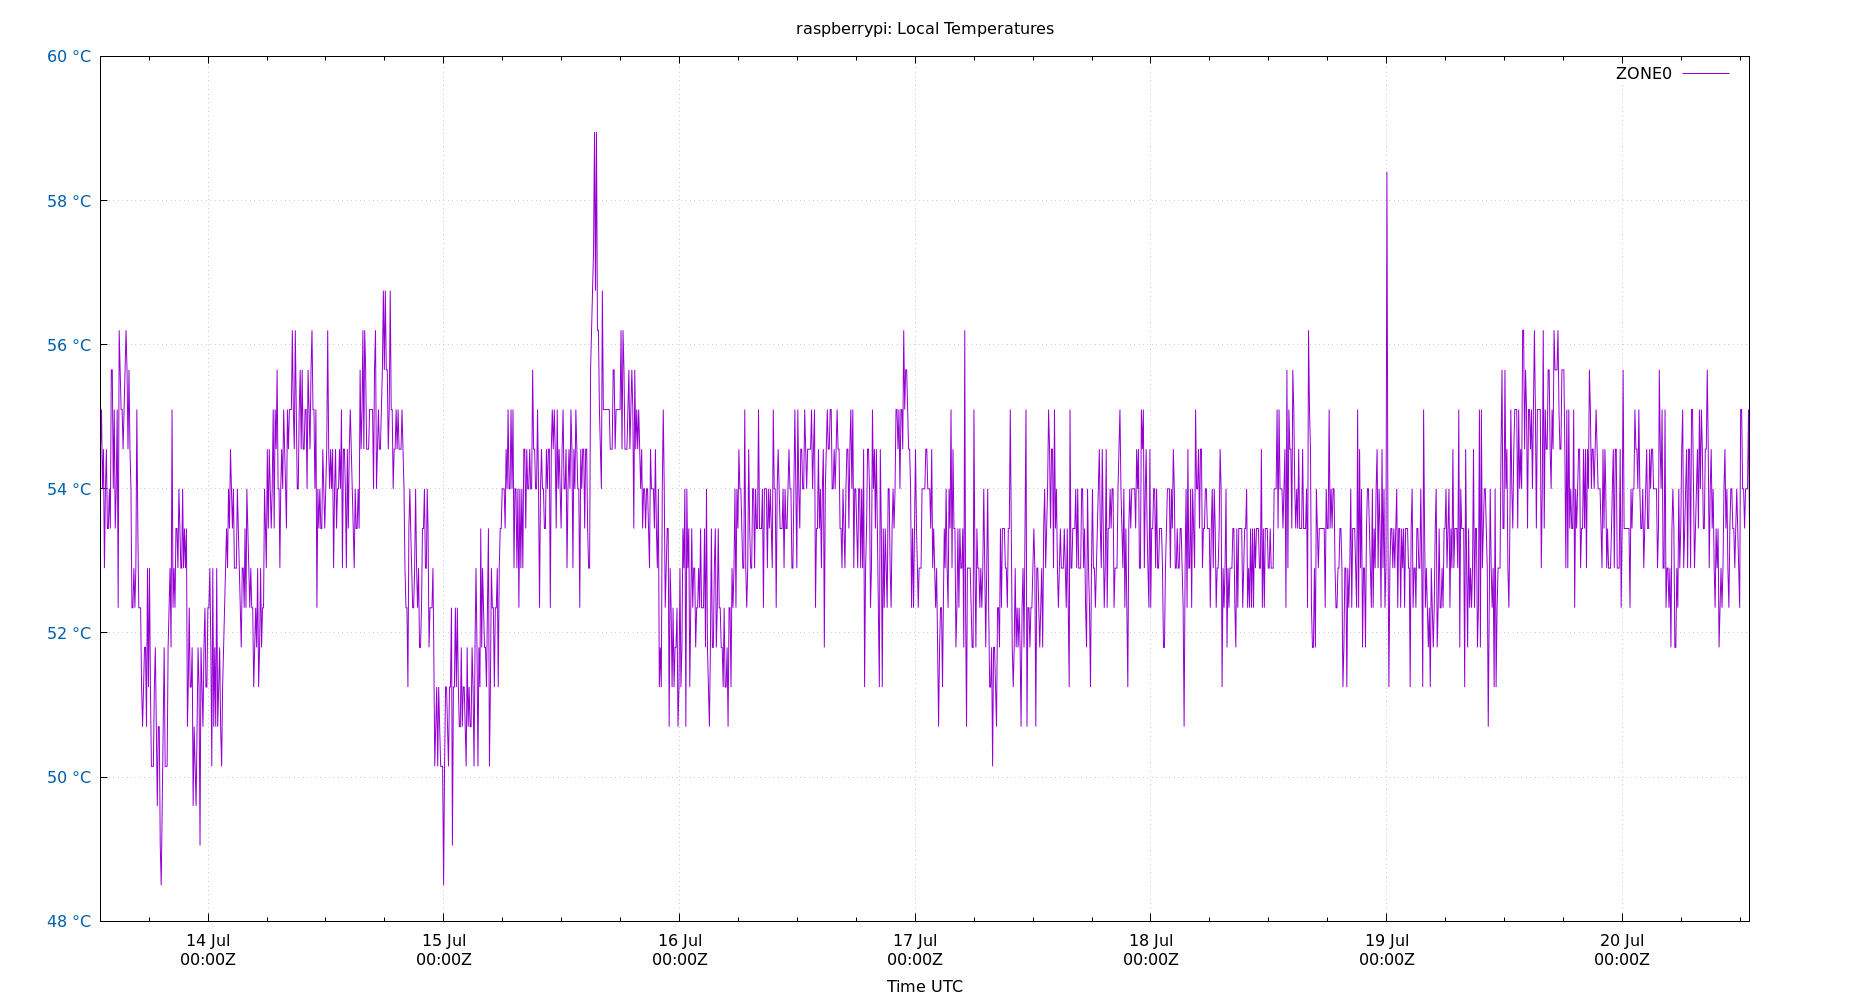 raspberrypi: Local Temperatures
60 °C
ZONE0
58 °C
56 °C
54 °C
52 °C
50 °C
48 °C
14 Jul 15 Jul 16 Jul 17 Jul 18 Jul 19 Jul 20 Jul
00:00Z 00:00Z 00:00Z 00:00Z 00:00Z 00:00Z 00:00Z
Time UTC